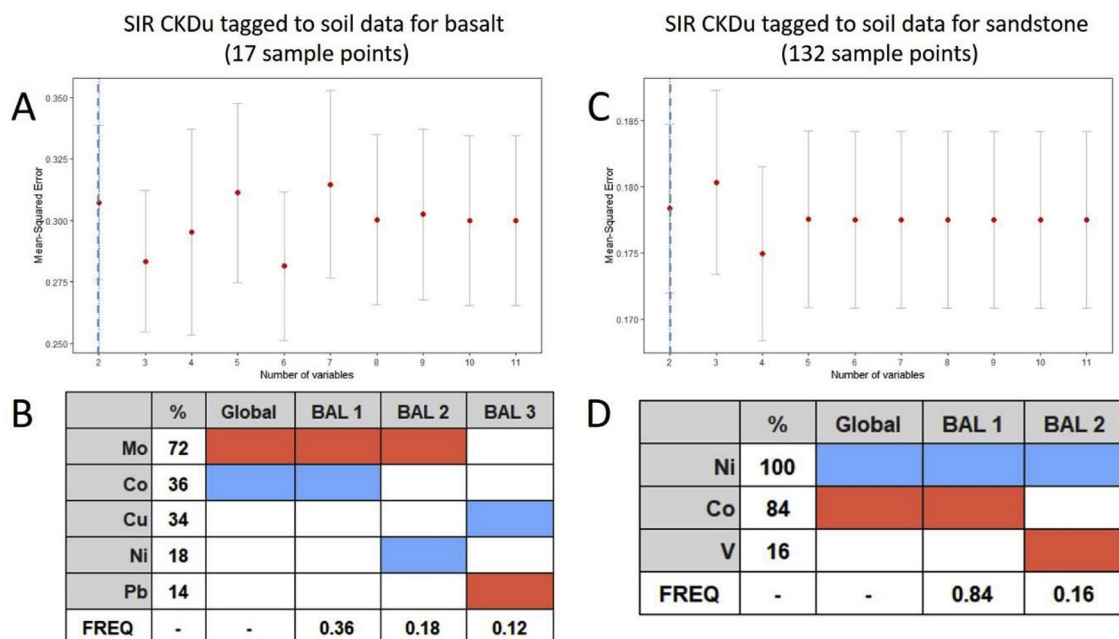 SIR CKDu tagged to soil data for basalt
(17 sample points)
A
0.350
0.325
0.300
0.275
0.250
Mean-Squared Error
2 3 4 5 6 7 8 9 10 11
Number of variables
B
% Global BAL 1 BAL 2 BAL 3
Mo 72
Co 36
Cu 34
Ni 18
Pb 14
FREQ - - 0.36 0.18 0.12
SIR CKDu tagged to soil data for sandstone
(132 sample points)
C
0.185
0.180
0.175
0.170
Mean-Squared Error
2 3 4 5 6 7 8 9 10 11
Number of variables
D
% Global BAL 1 BAL 2
Ni 100
Co 84
V 16
FREQ - - 0.84 0.16